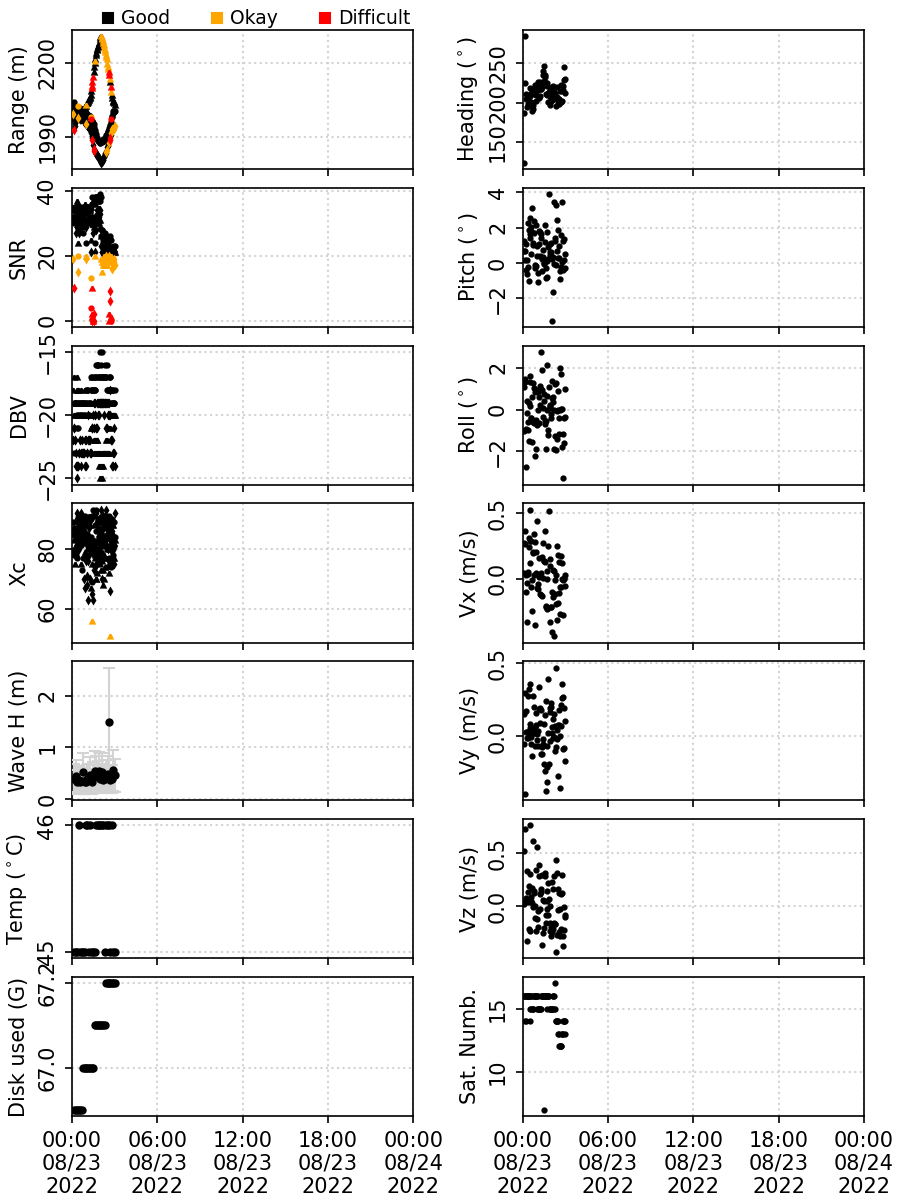 Good Okay Difficult
Range (m)
2200
1990
Heading (°)
250
200
150
SNR
40
20
0
Pitch (°)
4
2
0
−2
DBV
−15
−20
−25
Roll (°)
2
0
−2
Xc
80
60
Vx (m/s)
0.5
0.0
Wave H (m)
2
1
0
Vy (m/s)
0.5
0.0
Temp (°C)
46
45
Vz (m/s)
0.5
0.0
Disk used (G)
67.2
67.0
Sat. Numb.
15
10
00:00 06:00 12:00 18:00 00:00
08/23 08/23 08/23 08/23 08/24
2022 2022 2022 2022 2022
00:00 06:00 12:00 18:00 00:00
08/23 08/23 08/23 08/23 08/24
2022 2022 2022 2022 2022